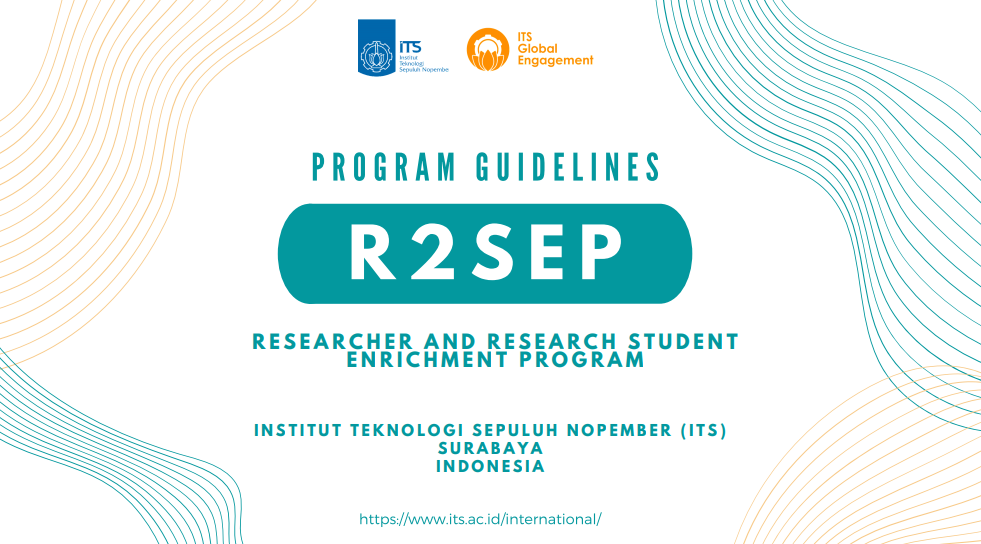 iTS
Institut
Teknologi
Sepuluh Nopembe
ITS
Global
Engagement
PROGRAM GUIDELINES
R2SEP
RESEARCHER AND RESEARCH STUDENT
ENRICHMENT PROGRAM
INSTITUT TEKNOLOGI SEPULUH NOPEMBER (ITS)
SURABAYA
INDONESIA
https://www.its.ac.id/international/